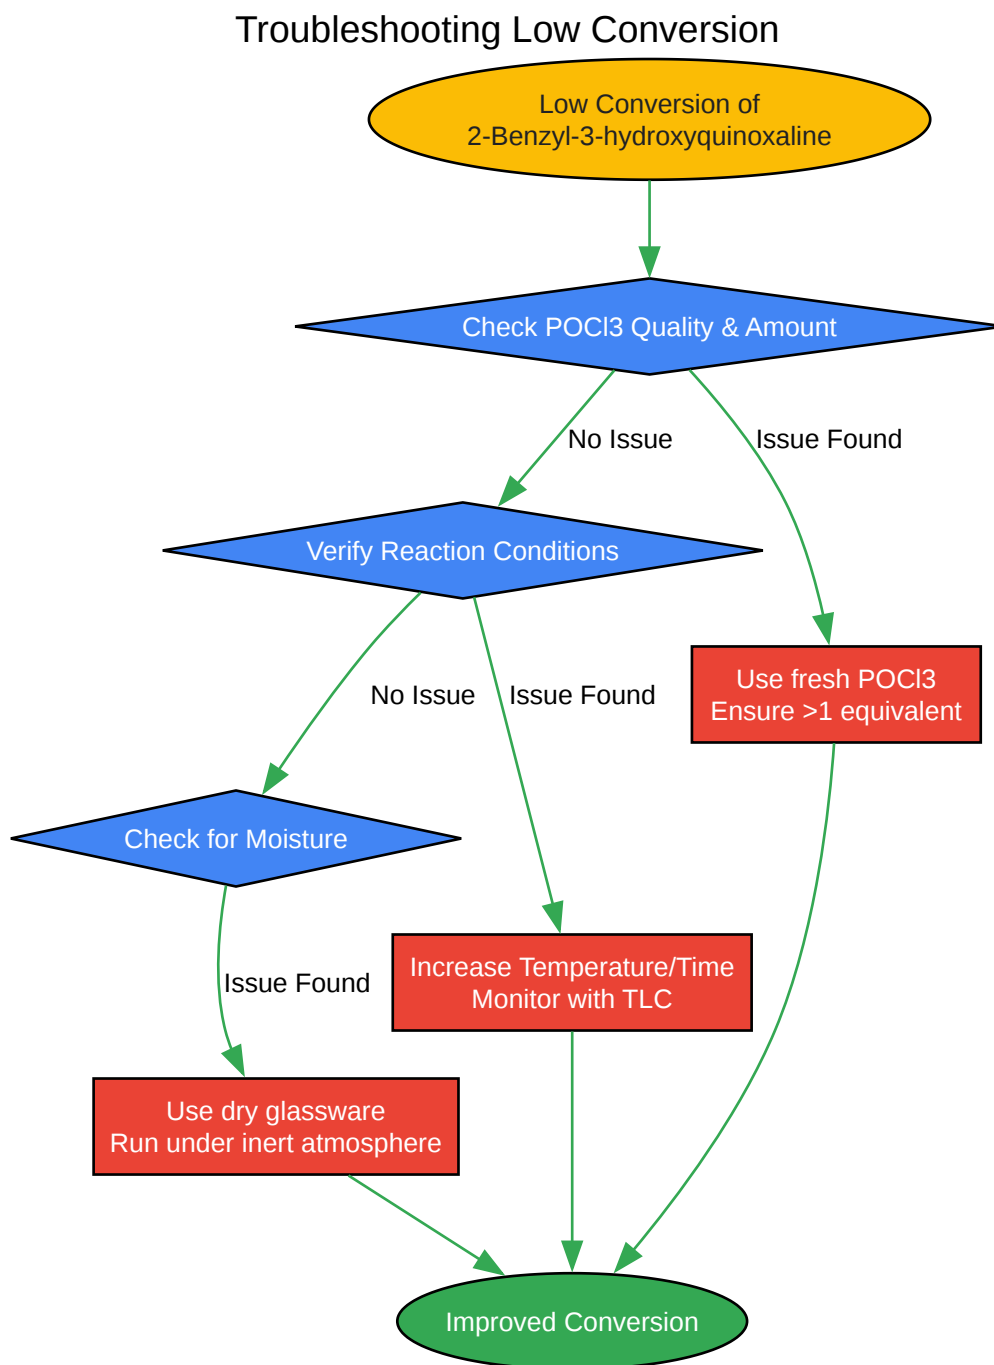 Troubleshooting Low Conversion
Low Conversion of
2-Benzyl-3-hydroxyquinoxaline
Check POCl3 Quality & Amount
No Issue
Issue Found
Verify Reaction Conditions
Use fresh POCl3
Ensure >1 equivalent
No Issue
Issue Found
Check for Moisture
Increase Temperature/Time
Monitor with TLC
Issue Found
Use dry glassware
Run under inert atmosphere
Improved Conversion